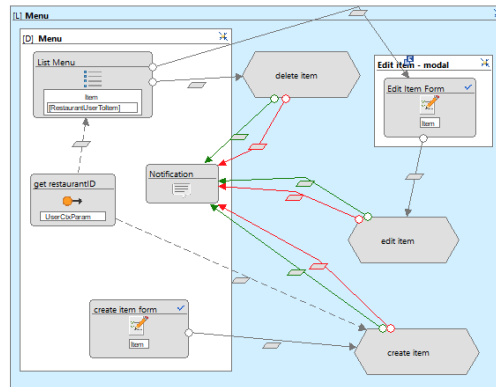 [L] Menu
[D] Menu
List Menu
Item
[RestaurantUserToItem]
delete item
Edit item - modal
Edit Item Form
Item
get restaurantID
UserCtxParam
Notification
edit item
create item form
Item
create item